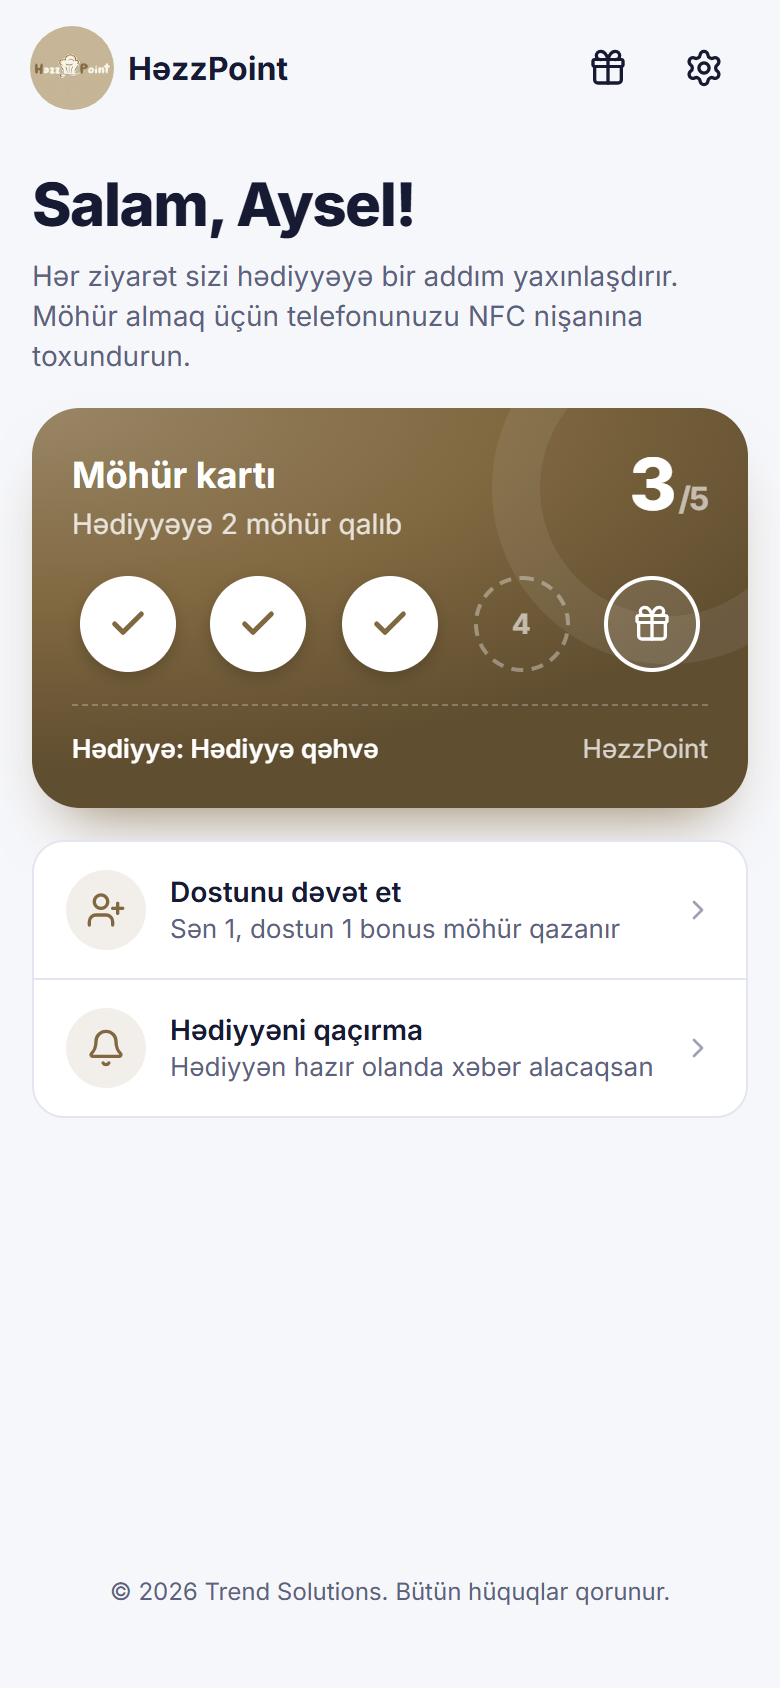 Həzz Point
HəzzPoint
Salam, Aysel!
Hər ziyarət sizi hədiyyəyə bir addım yaxınlaşdırır.
Möhür almaq üçün telefonunuzu NFC nişanına
toxundurun.
Möhür kartı
3/5
Hədiyyəyə 2 möhür qalıb
4
Hədiyyə: Hədiyyə qəhvə
HəzzPoint
Dostunu dəvət et
Sən 1, dostun 1 bonus möhür qazanır
Hədiyyəni qaçırma
Hədiyyən hazır olanda xəbər alacaqsan
© 2026 Trend Solutions. Bütün hüquqlar qorunur.